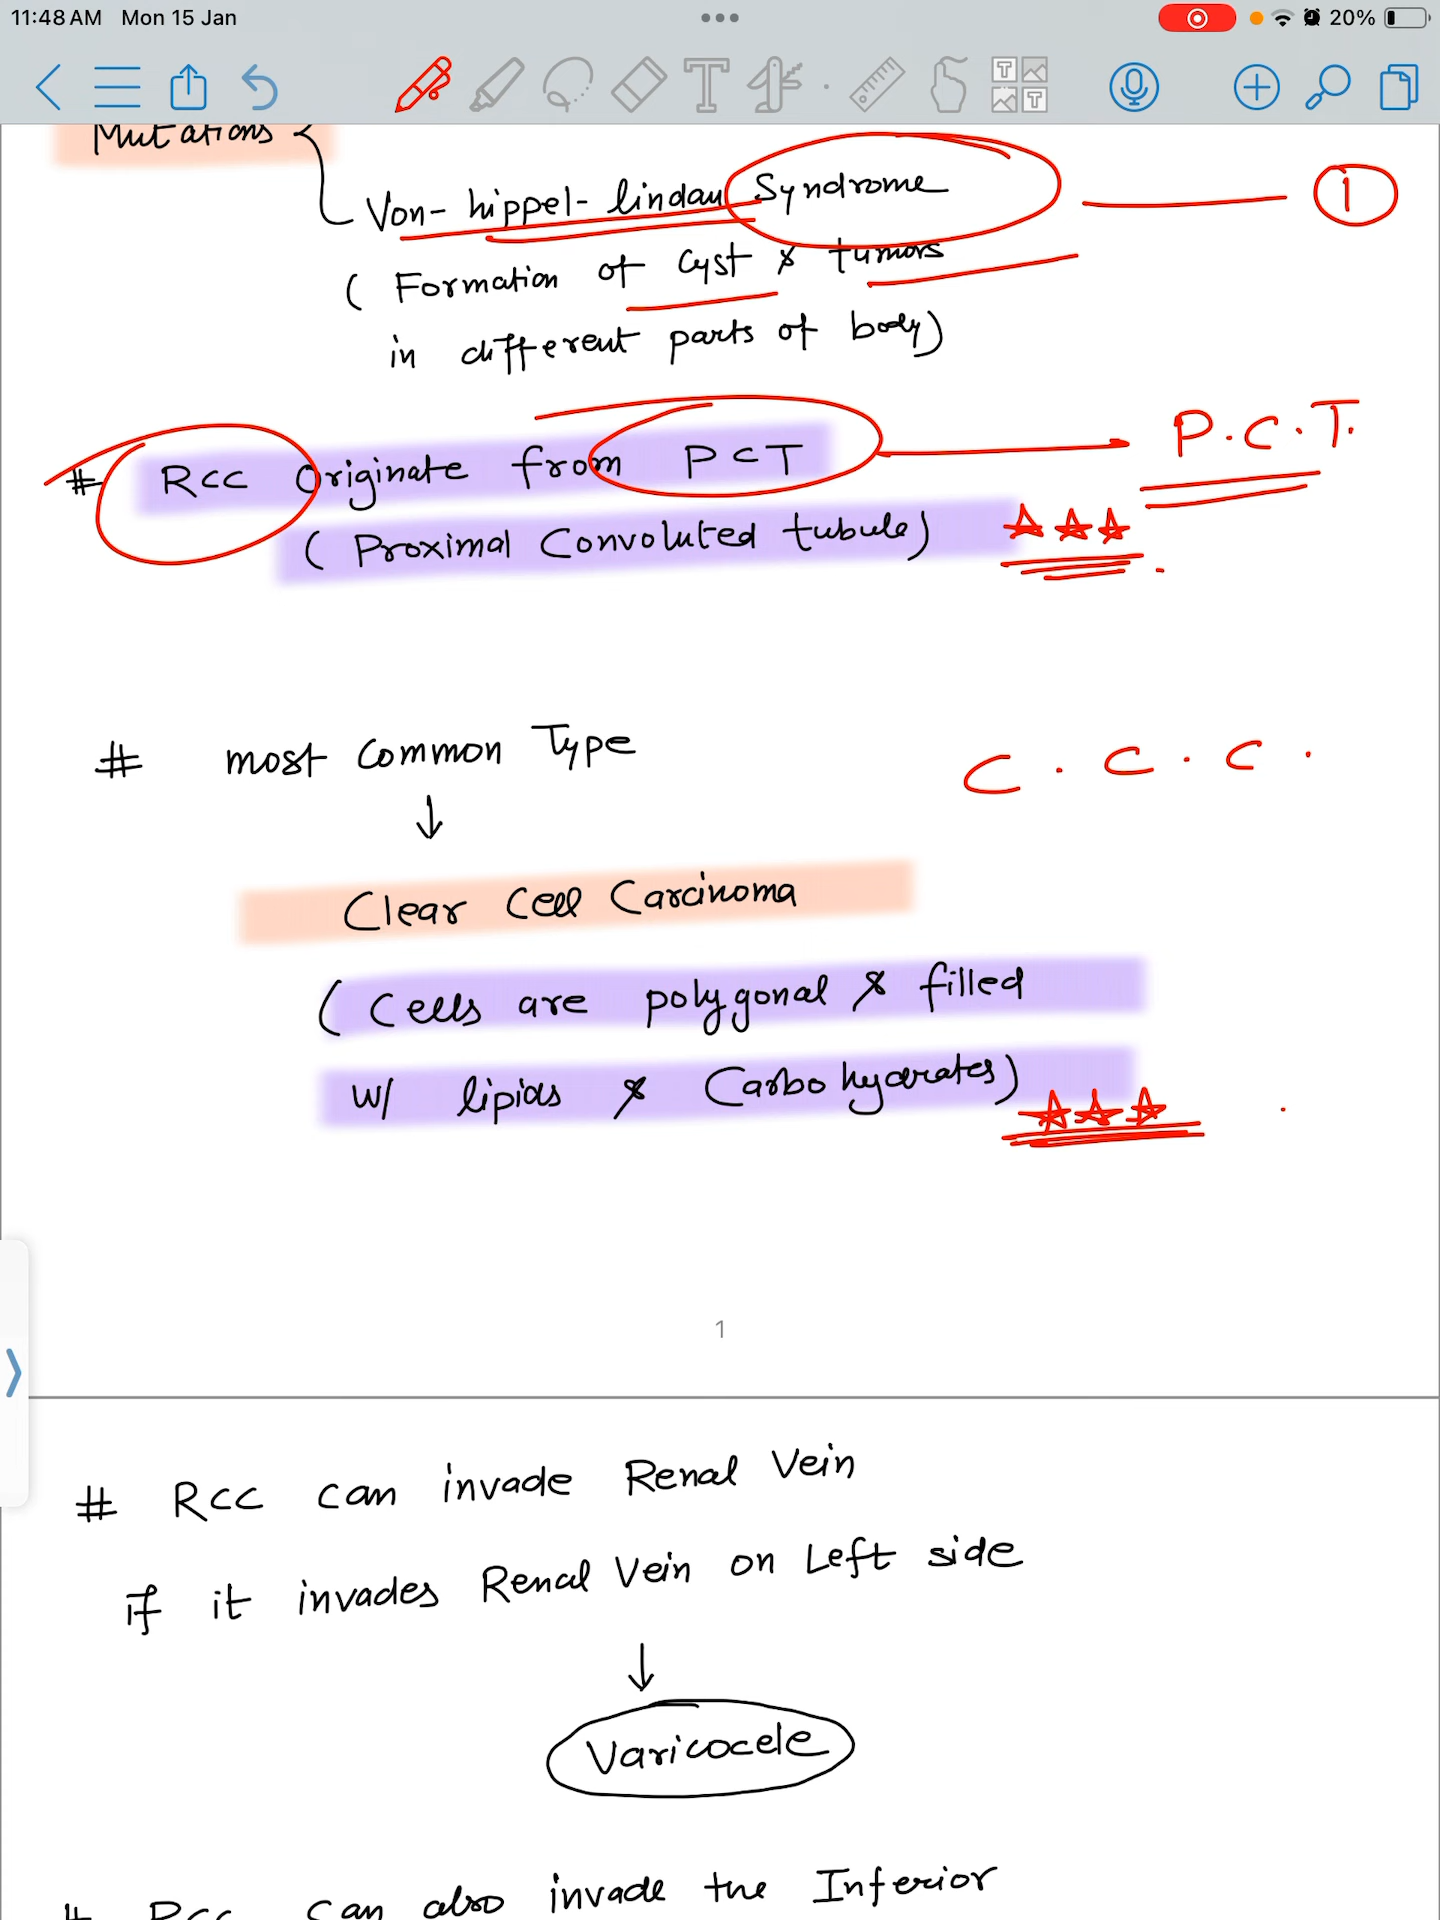 11:48 AM Mon 15 Jan
20%
Mutations
Von-hippel-lindau Syndrome
1
( Formation of Cyst & tumors
in different parts of body)
# RCC Originate from PCT
P.C.T.
( Proximal Convoluted tubule)
# most Common Type
C.C.C.
Clear Cell Carcinoma
( Cells are polygonal & filled
w/ lipids & Carbohydrates)
1
# RCC can invade Renal Vein
if it invades Renal Vein on Left side
Varicocele
# RCC Can also invade the Inferior